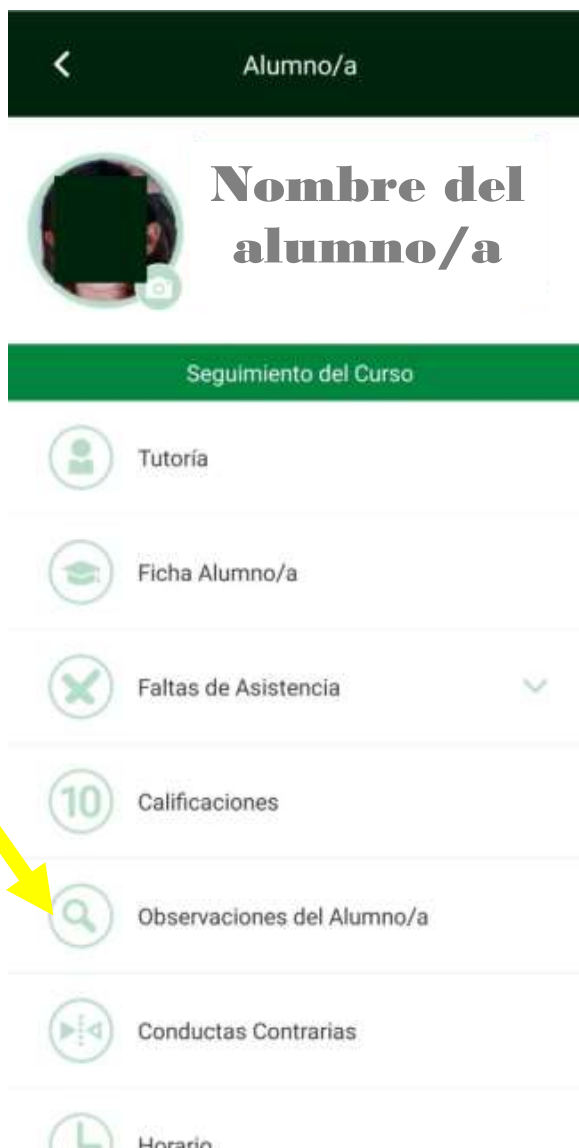 Alumno/a
Nombre del
alumno/a
Seguimiento del Curso
Tutoría
Ficha Alumno/a
Faltas de Asistencia
10 Calificaciones
Observaciones del Alumno/a
Conductas Contrarias
Horario